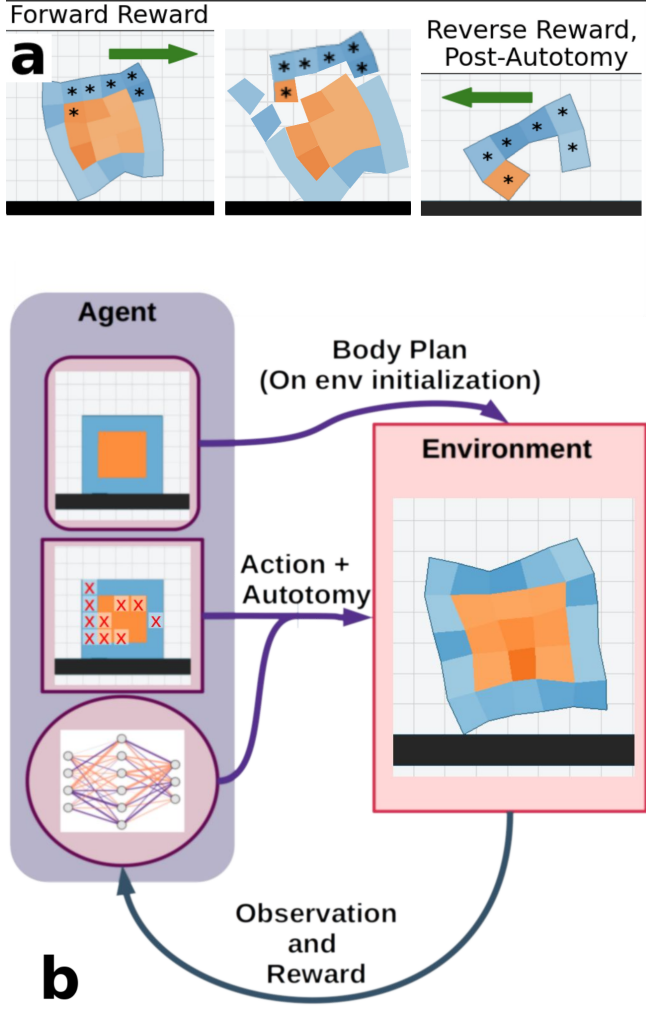 Forward Reward
a
Reverse Reward,
Post-Autotomy
* * * * *
*
* * * *
* *
* * * *
* *
Agent
Body Plan
(On env initialization)
Environment
X
X X X
X X X
X X X
Action +
Autotomy
Observation
and
Reward
b